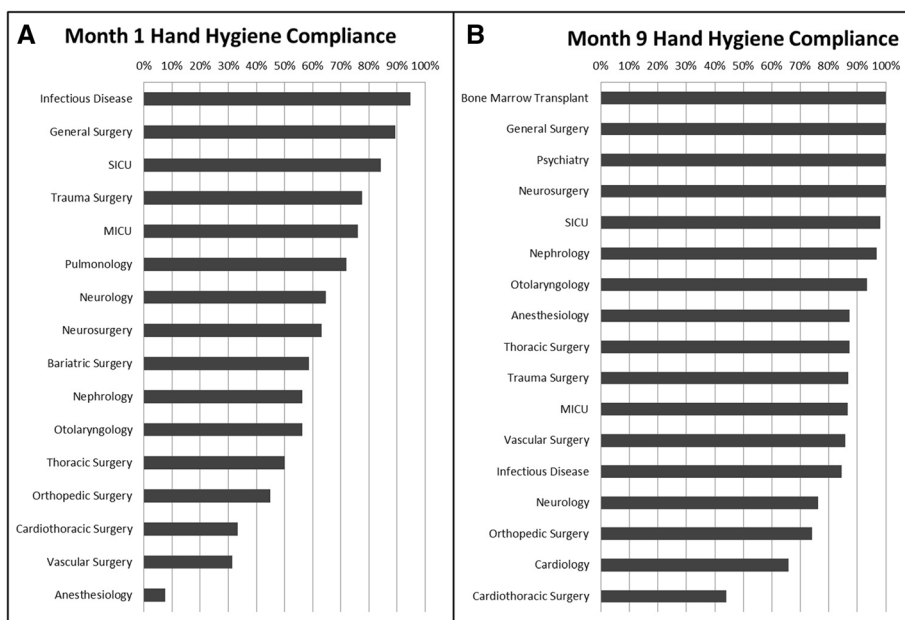 A
Month 1 Hand Hygiene Compliance
0% 10% 20% 30% 40% 50% 60% 70% 80% 90% 100%
Infectious Disease
General Surgery
SICU
Trauma Surgery
MICU
Pulmonology
Neurology
Neurosurgery
Bariatric Surgery
Nephrology
Otolaryngology
Thoracic Surgery
Orthopedic Surgery
Cardiothoracic Surgery
Vascular Surgery
Anesthesiology
B
Month 9 Hand Hygiene Compliance
0% 10% 20% 30% 40% 50% 60% 70% 80% 90% 100%
Bone Marrow Transplant
General Surgery
Psychiatry
Neurosurgery
SICU
Nephrology
Otolaryngology
Anesthesiology
Thoracic Surgery
Trauma Surgery
MICU
Vascular Surgery
Infectious Disease
Neurology
Orthopedic Surgery
Cardiology
Cardiothoracic Surgery